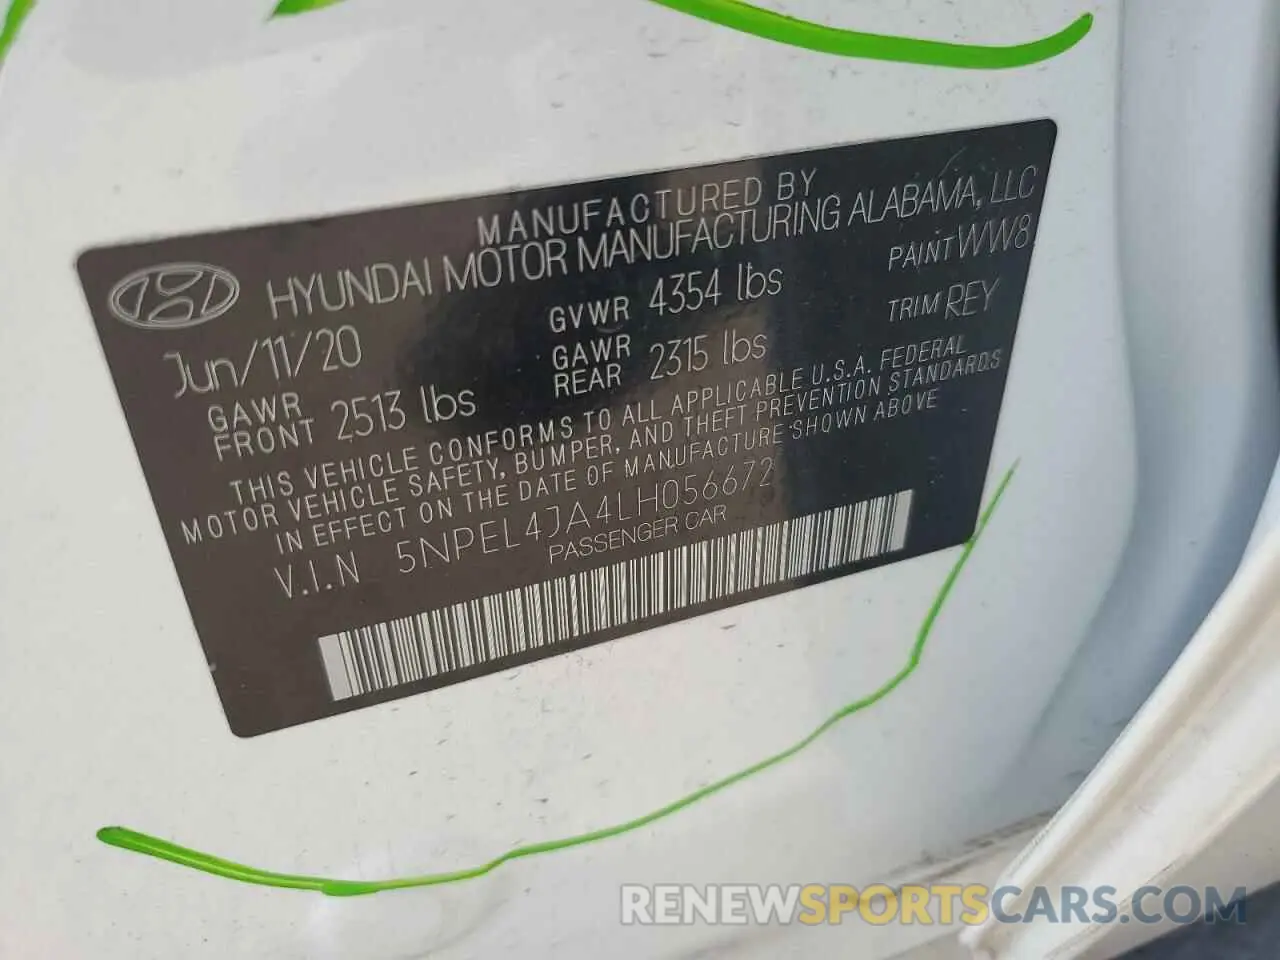 MANUFACTURED BY
HYUNDAI MOTOR MANUFACTURING ALABAMA, LLC
Jun/11/20 GVWR 4354 lbs PAINT WW8
GAWR FRONT 2513 lbs GAWR REAR 2315 lbs TRIM REY
THIS VEHICLE CONFORMS TO ALL APPLICABLE U.S.A. FEDERAL
MOTOR VEHICLE SAFETY, BUMPER, AND THEFT PREVENTION STANDARDS
IN EFFECT ON THE DATE OF MANUFACTURE SHOWN ABOVE
V.I.N 5NPEL4JA4LH056672
PASSENGER CAR
RENEWSPORTSCARS.COM